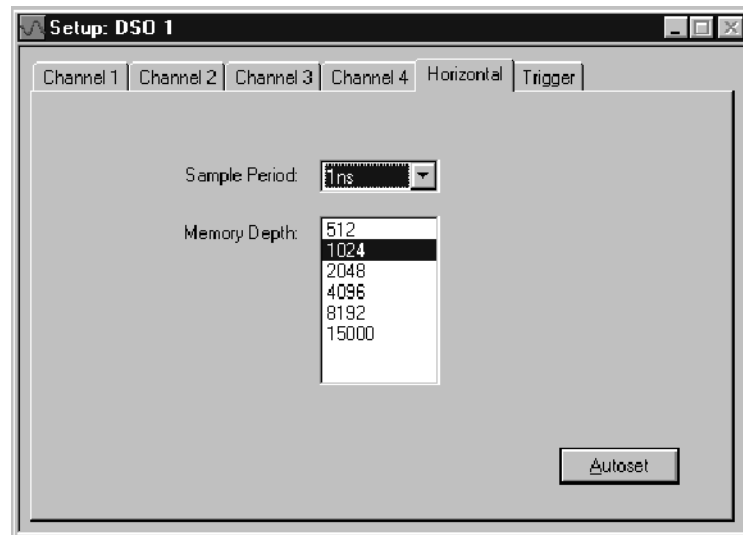 Setup: DSO 1
Channel 1 Channel 2 Channel 3 Channel 4 Horizontal Trigger
Sample Period: 1ns
Memory Depth:
512
1024
2048
4096
8192
15000
Autoset